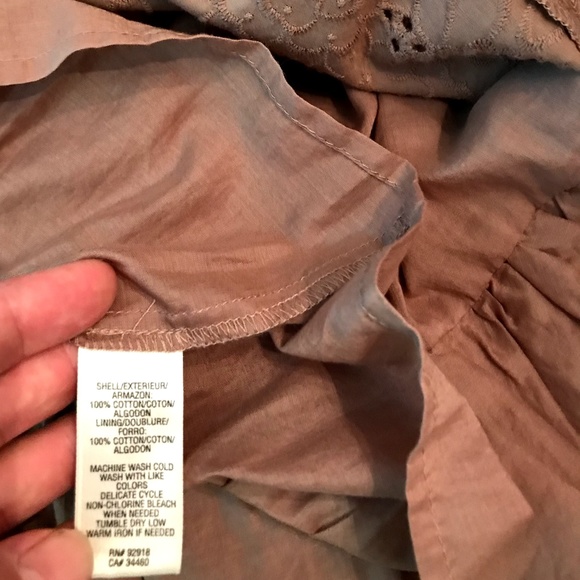 SHELL/EXTERIEUR/
ARMAZON:
100% COTTON/COTON/
ALGODON
LINING/DOUBLURE/
FORRO:
100% COTTON/COTON/
ALGODON
MACHINE WASH COLD
WASH WITH LIKE
COLORS
DELICATE CYCLE
NON-CHLORINE BLEACH
WHEN NEEDED
TUMBLE DRY LOW
WARM IRON IF NEEDED
RN# 92918
CA# 34460